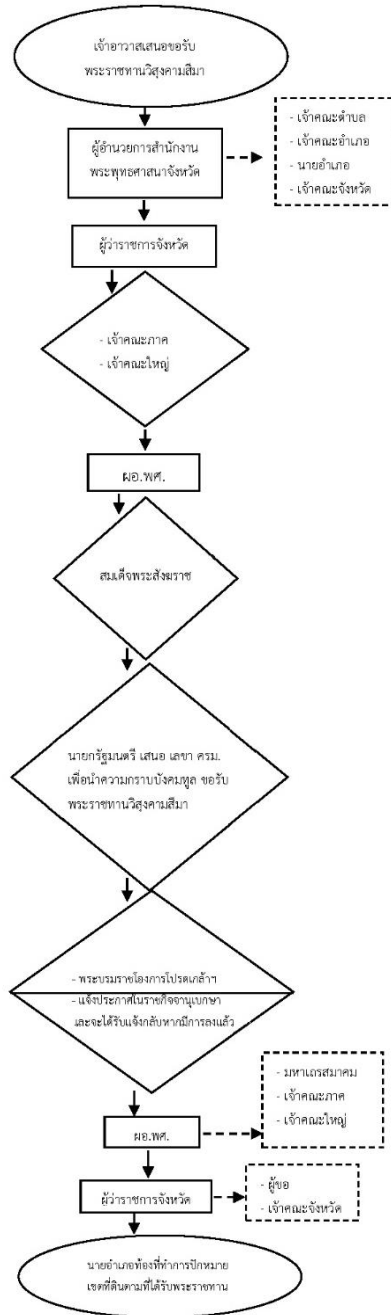 เจ้าอาวาสเสนอขอรับ
พระราชทานวิสุงคามสีมา
ผู้อำนวยการสำนักงาน
พระพุทธศาสนาจังหวัด
- เจ้าคณะตำบล
- เจ้าคณะอำเภอ
- นายอำเภอ
- เจ้าคณะจังหวัด
ผู้ว่าราชการจังหวัด
- เจ้าคณะภาค
- เจ้าคณะใหญ่
ผอ.พศ.
สมเด็จพระสังฆราช
นายกรัฐมนตรี เสนอ เลขา ครม.
เพื่อนำความกราบบังคมทูล ขอรับ
พระราชทานวิสุงคามสีมา
- พระบรมราชโองการโปรดเกล้าฯ
- แจ้งประกาศในราชกิจจานุเบกษา
และจะได้รับแจ้งกลับหากมีการลงแล้ว
- มหาเถรสมาคม
- เจ้าคณะภาค
- เจ้าคณะใหญ่
ผอ.พศ.
ผู้ว่าราชการจังหวัด
- ผู้ขอ
- เจ้าคณะจังหวัด
นายอำเภอท้องที่ทำการปักหมาย
เขตที่ดินตามที่ได้รับพระราชทาน